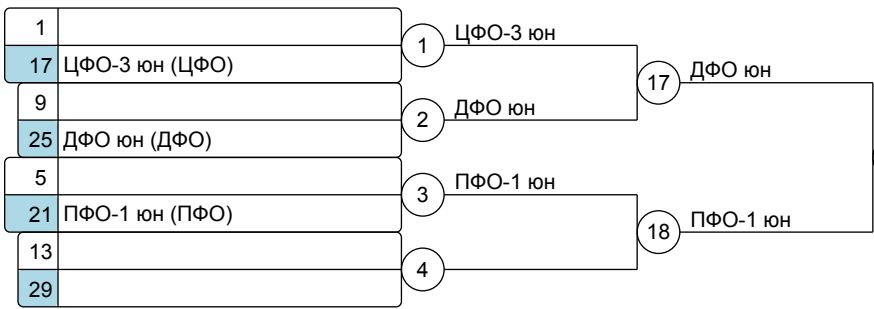 1
17 ЦФО-3 юн (ЦФО)
1 ЦФО-3 юн
9
25 ДФО юн (ДФО)
2 ДФО юн
17 ДФО юн
5
21 ПФО-1 юн (ПФО)
3 ПФО-1 юн
13
29
4
18 ПФО-1 юн